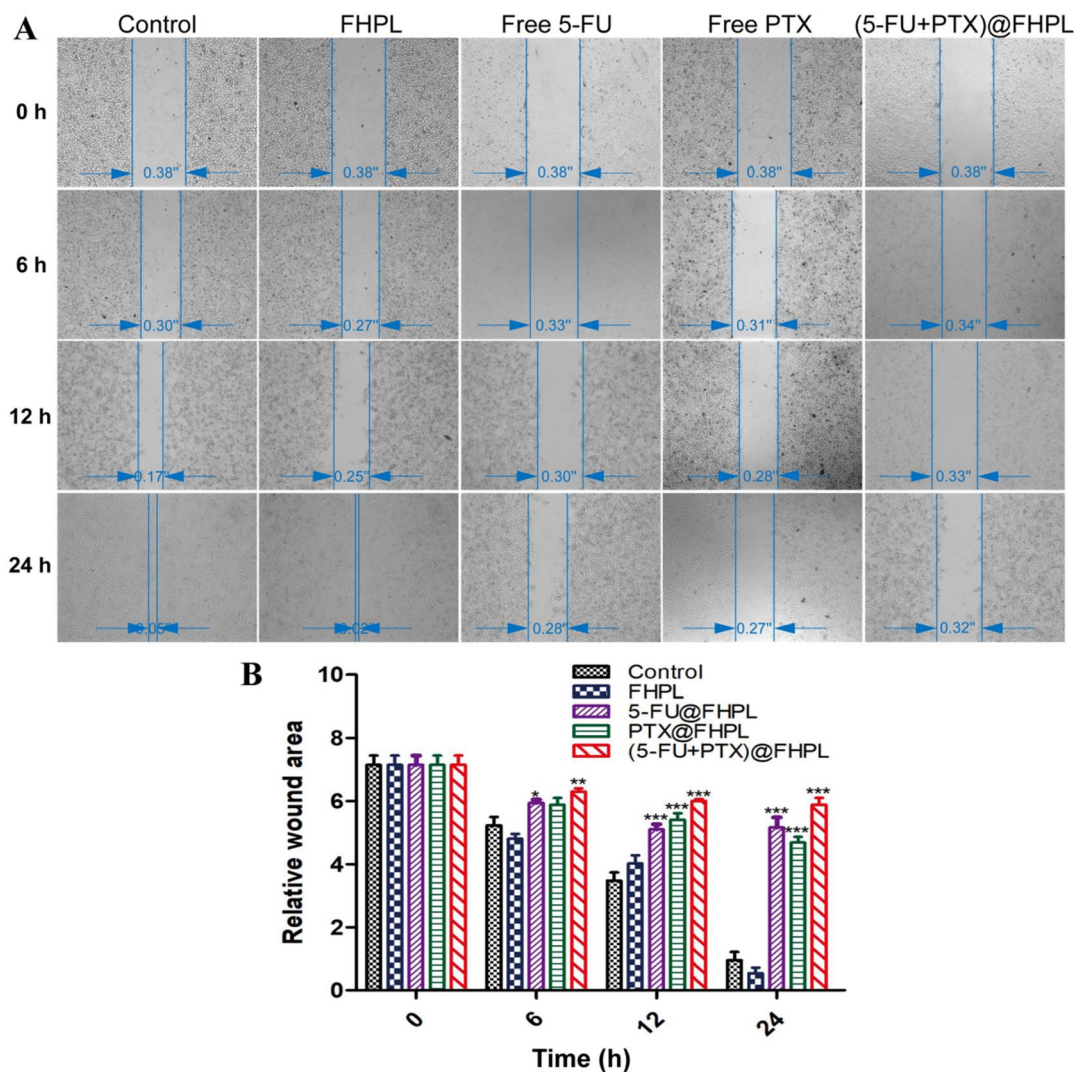 A
Control FHPL Free 5-FU Free PTX (5-FU+PTX)@FHPL
0 h
0.38" 0.38" 0.38" 0.38" 0.38"
6 h
0.30" 0.27" 0.33" 0.31" 0.34"
12 h
0.17" 0.25" 0.30" 0.28" 0.33"
24 h
0.05" 0.02" 0.28" 0.27" 0.32"
B
Control
FHPL
5-FU@FHPL
PTX@FHPL
(5-FU+PTX)@FHPL
Relative wound area
10
8
6
4
2
0
* **
*** *** ***
*** *** ***
0 6 12 24
Time (h)